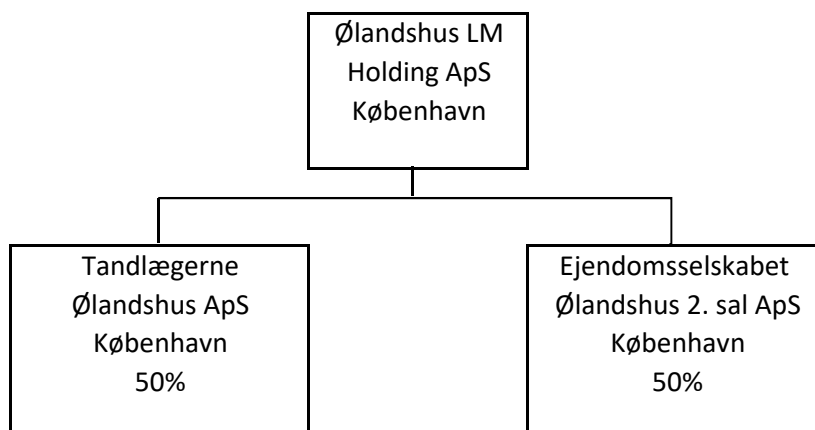 Ølandshus LM
Holding ApS
København
Tandlægerne
Ølandshus ApS
København
50%
Ejendomsselskabet
Ølandshus 2. sal ApS
København
50%